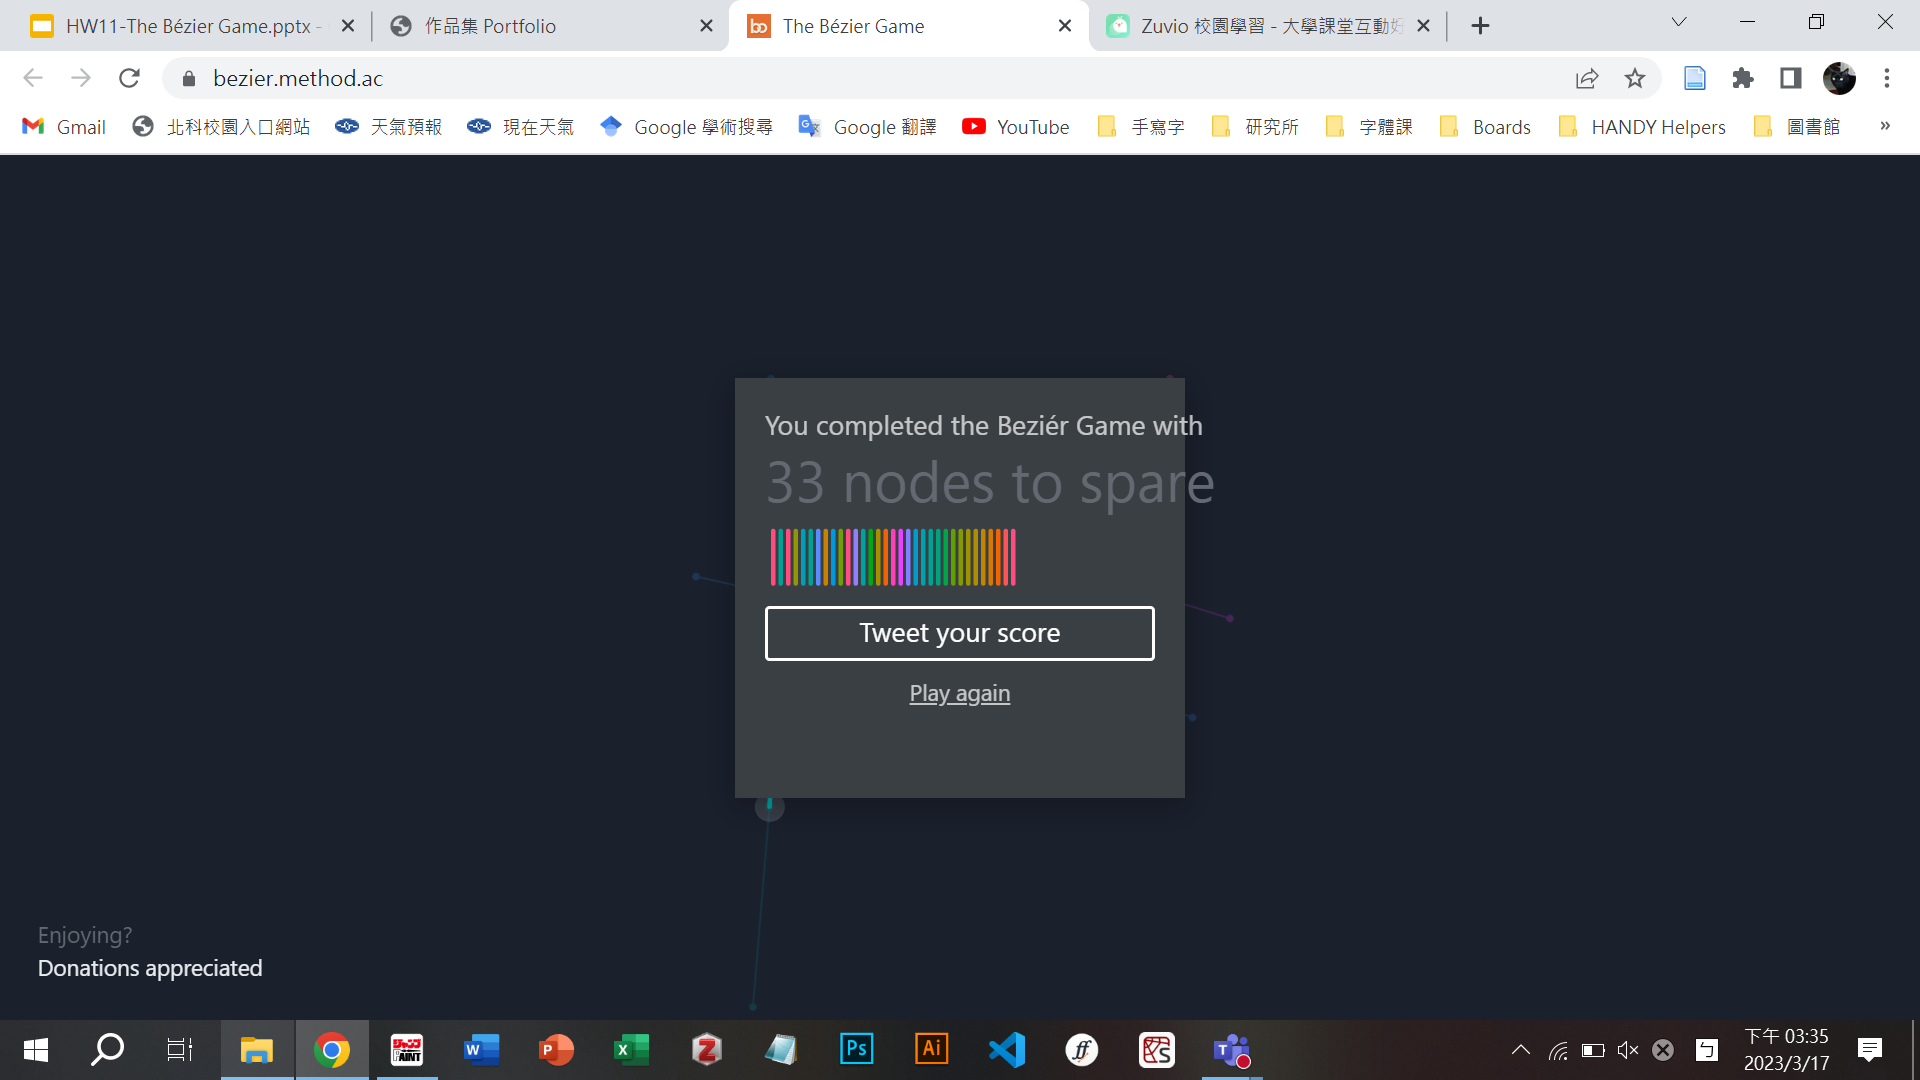 HW11-The Bézier Game.pptx -
作品集 Portfolio
The Bézier Game
Zuvio 校園學習 - 大學課堂互動好
bezier.method.ac
Gmail
北科校園入口網站
天氣預報
現在天氣
Google 學術搜尋
Google 翻譯
YouTube
手寫字
研究所
字體課
Boards
HANDY Helpers
圖書館
You completed the Beziér Game with
33 nodes to spare
Tweet your score
Play again
Enjoying?
Donations appreciated
下午 03:35
2023/3/17